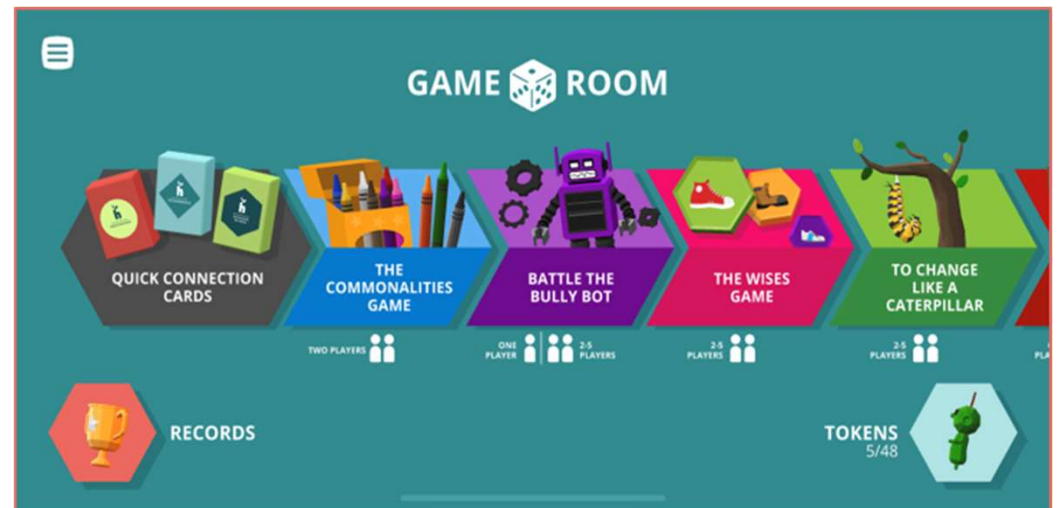 GAME ROOM
QUICK CONNECTION
CARDS
THE
COMMONALITIES
GAME
BATTLE THE
BULLY BOT
THE WISES
GAME
TO CHANGE
LIKE A
CATERPILLAR
TWO PLAYERS
ONE
PLAYER
2-5
PLAYERS
2-5
PLAYERS
2-5
PLAYERS
RECORDS
TOKENS
5/48